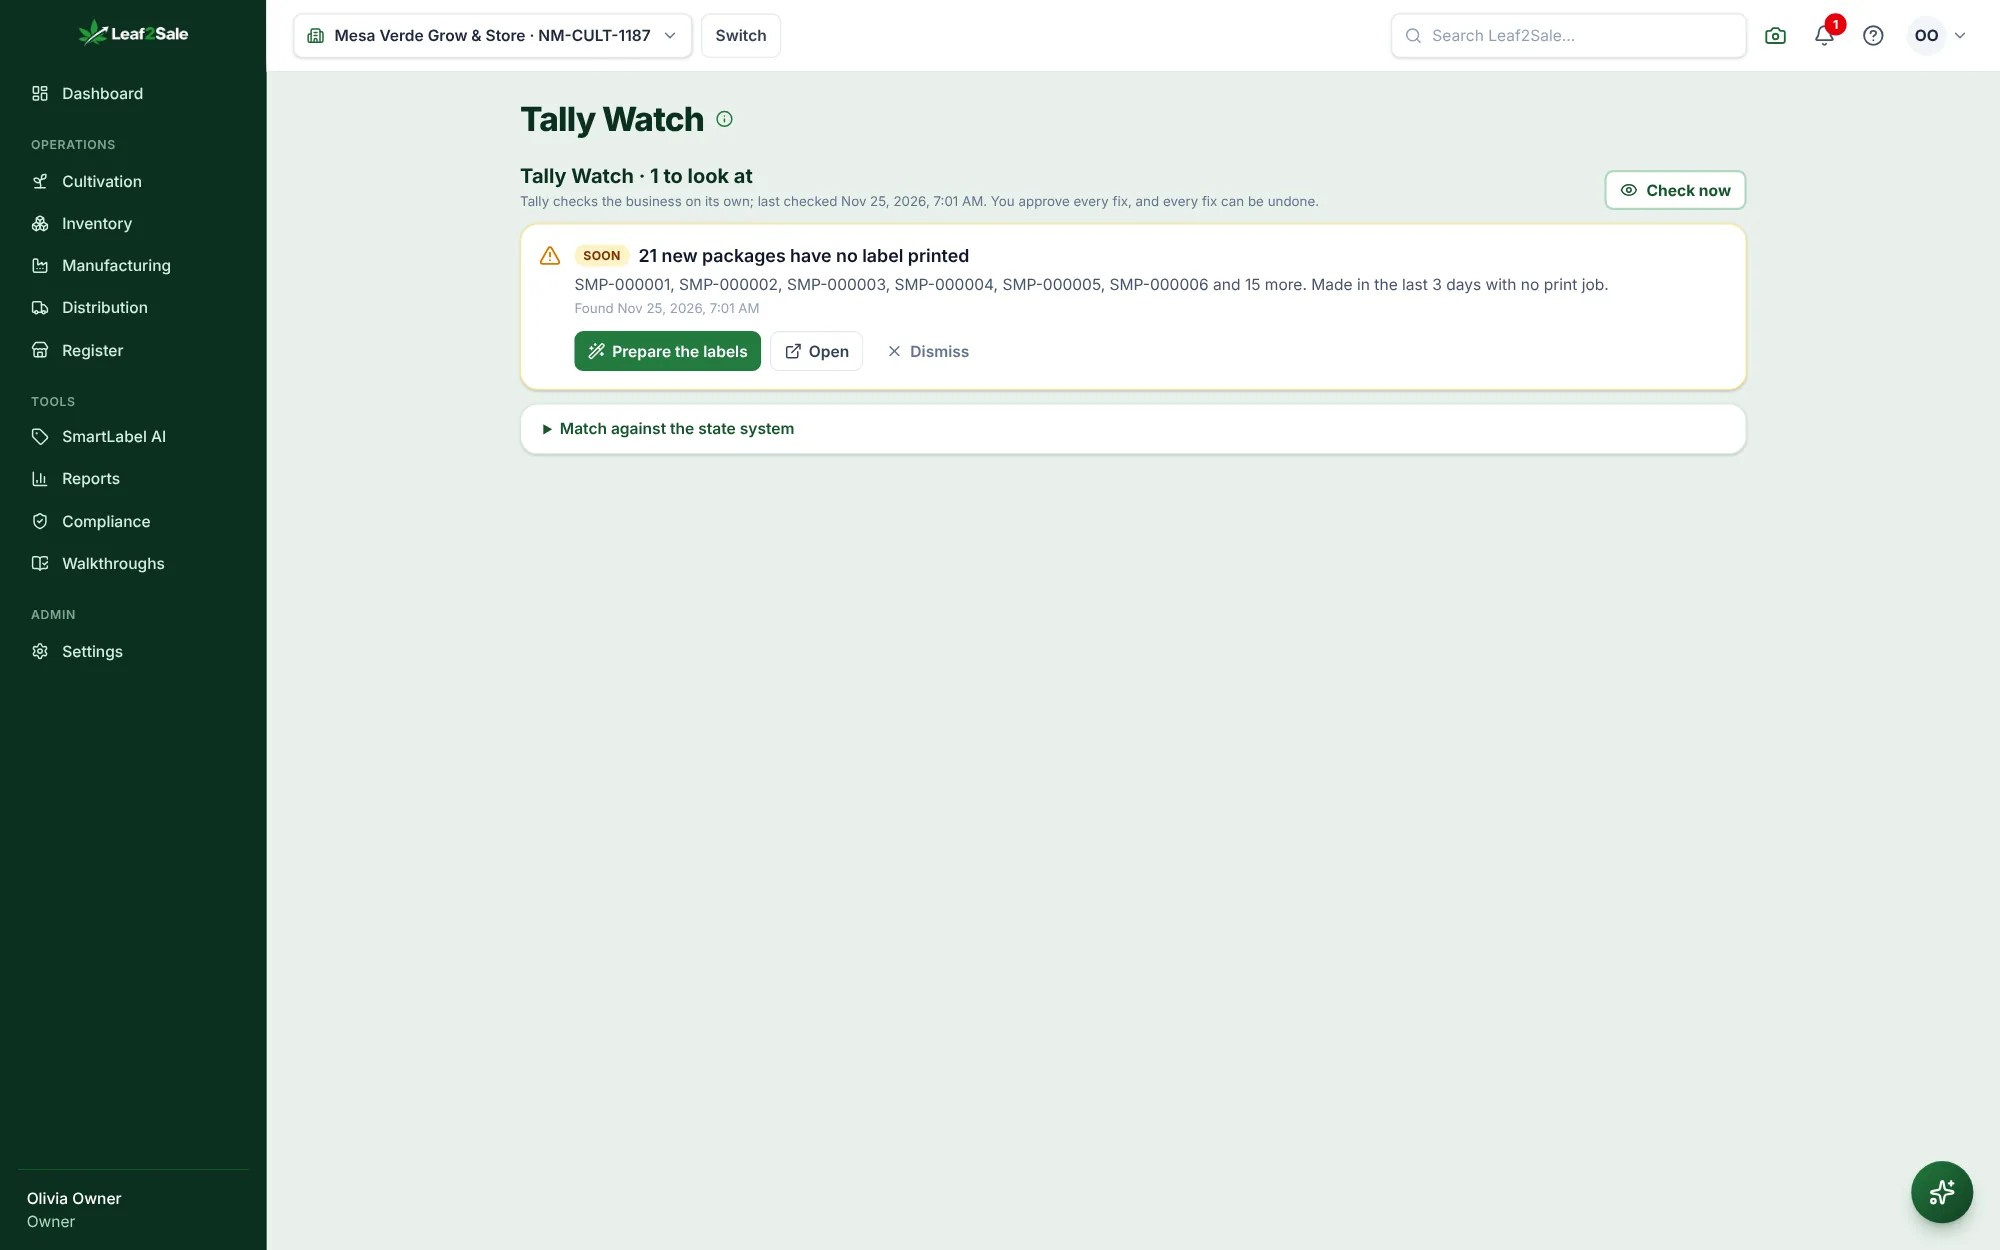 Leaf2Sale
Mesa Verde Grow & Store · NM-CULT-1187
Switch
Search Leaf2Sale...
1
OO
Dashboard
OPERATIONS
Cultivation
Inventory
Manufacturing
Distribution
Register
TOOLS
SmartLabel AI
Reports
Compliance
Walkthroughs
ADMIN
Settings
Olivia Owner
Owner
Tally Watch
Tally Watch · 1 to look at
Tally checks the business on its own; last checked Nov 25, 2026, 7:01 AM. You approve every fix, and every fix can be undone.
Check now
SOON 21 new packages have no label printed
SMP-000001, SMP-000002, SMP-000003, SMP-000004, SMP-000005, SMP-000006 and 15 more. Made in the last 3 days with no print job.
Found Nov 25, 2026, 7:01 AM
Prepare the labels
Open
Dismiss
Match against the state system